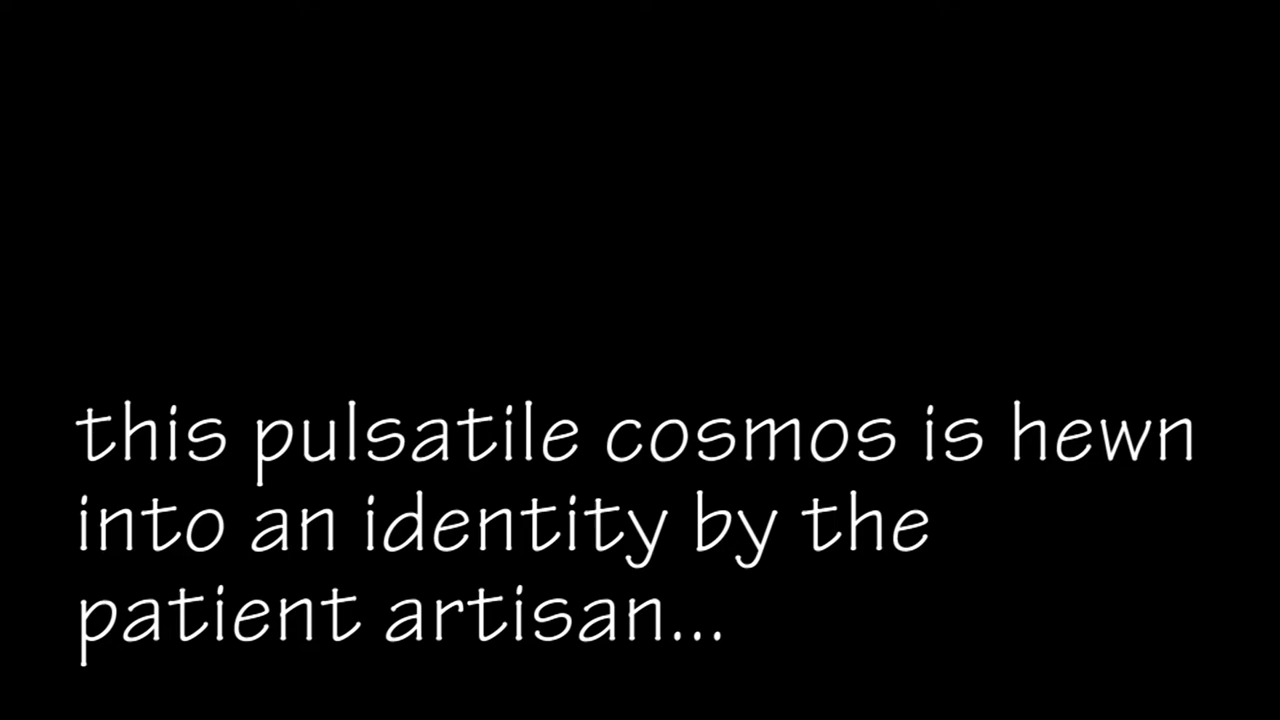 this pulsatile cosmos is hewn
into an identity by the
patient artisan...